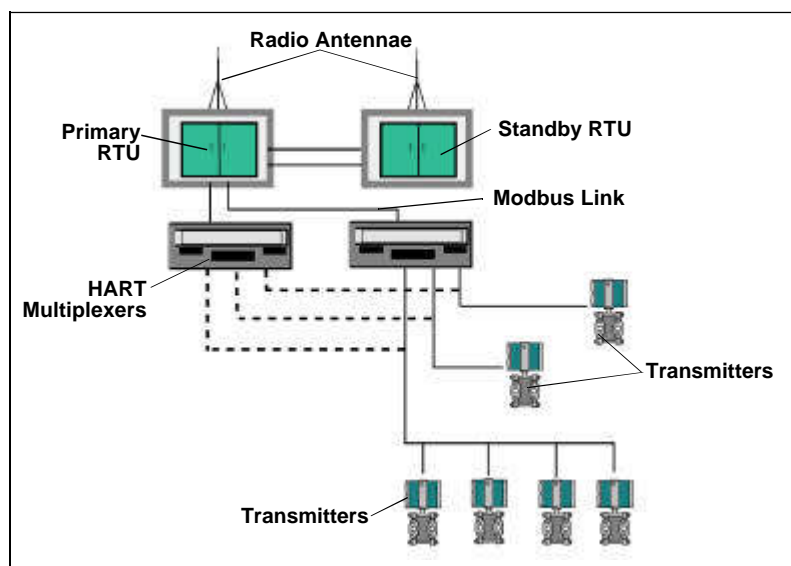 Radio Antennae
Primary
RTU
Standby RTU
Modbus Link
HART
Multiplexers
Transmitters
Transmitters